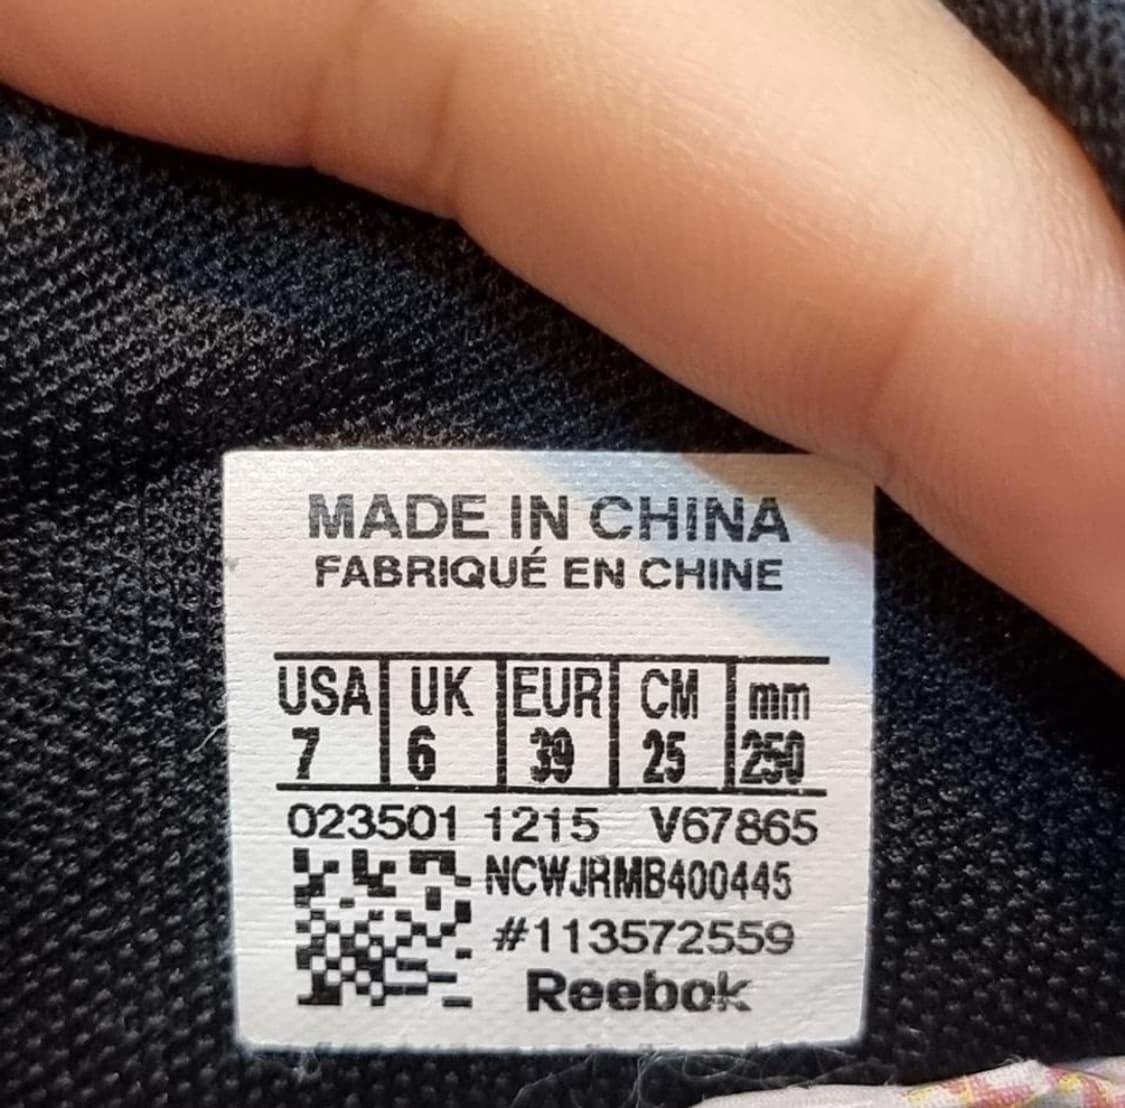 MADE IN CHINA
FABRIQUÉ EN CHINE
USA UK EUR CM mm
7 6 39 25 250
023501 1215 V67865
NCWJRMB400445
#113572559
Reebok